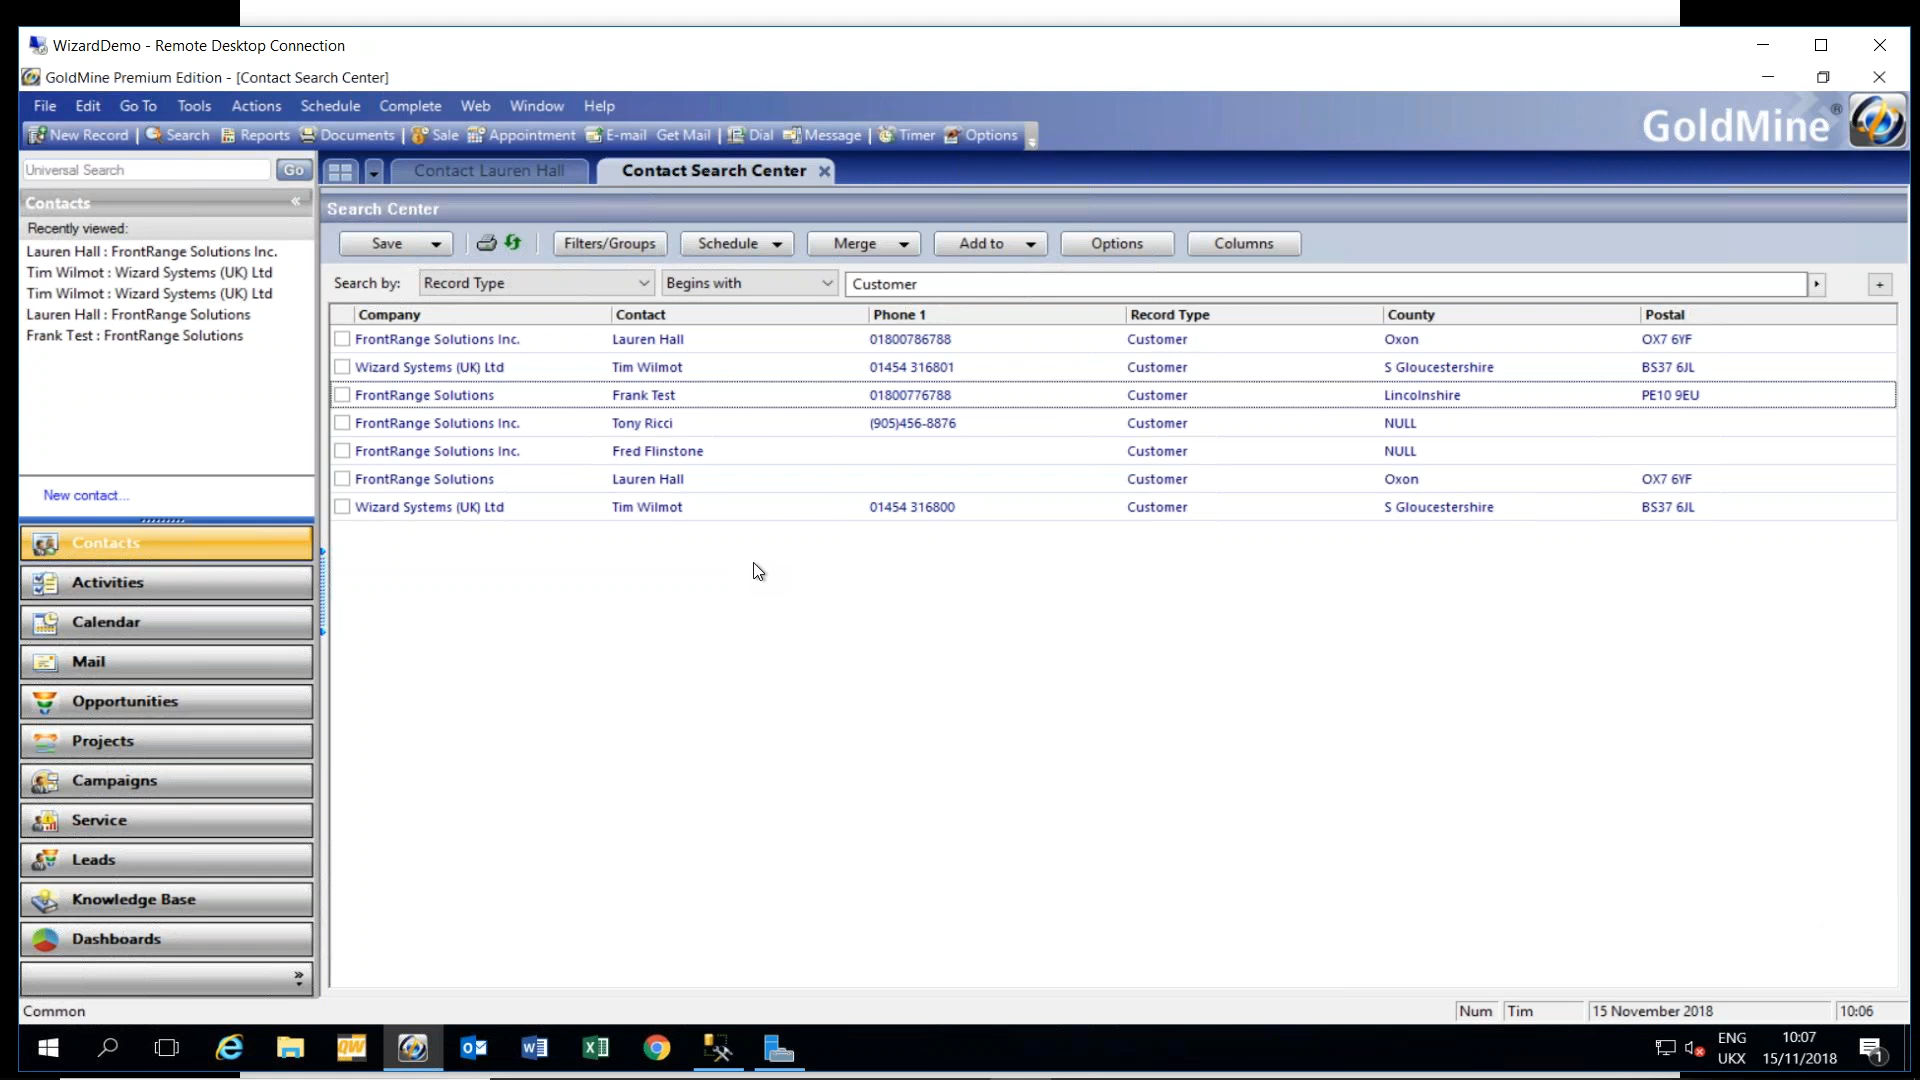 WizardDemo - Remote Desktop Connection
GoldMine Premium Edition - [Contact Search Center]
File Edit Go To Tools Actions Schedule Complete Web Window Help
New Record Search Reports Documents Sale Appointment E-mail Get Mail Dial Message Timer Options
GoldMine®
Universal Search Go
Contact Lauren Hall Contact Search Center
Contacts
Recently viewed:
Lauren Hall : FrontRange Solutions Inc.
Tim Wilmot : Wizard Systems (UK) Ltd
Tim Wilmot : Wizard Systems (UK) Ltd
Lauren Hall : FrontRange Solutions
Frank Test : FrontRange Solutions
New contact...
Contacts
Activities
Calendar
Mail
Opportunities
Projects
Campaigns
Service
Leads
Knowledge Base
Dashboards
Search Center
Save Filters/Groups Schedule Merge Add to Options Columns
Search by: Record Type Begins with Customer +
Company Contact Phone 1 Record Type County Postal
FrontRange Solutions Inc. Lauren Hall 01800786788 Customer Oxon OX7 6YF
Wizard Systems (UK) Ltd Tim Wilmot 01454 316801 Customer S Gloucestershire BS37 6JL
FrontRange Solutions Frank Test 01800776788 Customer Lincolnshire PE10 9EU
FrontRange Solutions Inc. Tony Ricci (905)456-8876 Customer NULL
FrontRange Solutions Inc. Fred Flinstone Customer NULL
FrontRange Solutions Lauren Hall Customer Oxon OX7 6YF
Wizard Systems (UK) Ltd Tim Wilmot 01454 316800 Customer S Gloucestershire BS37 6JL
Common Num Tim 15 November 2018 10:06
QW
ENG 10:07
UKX 15/11/2018 1